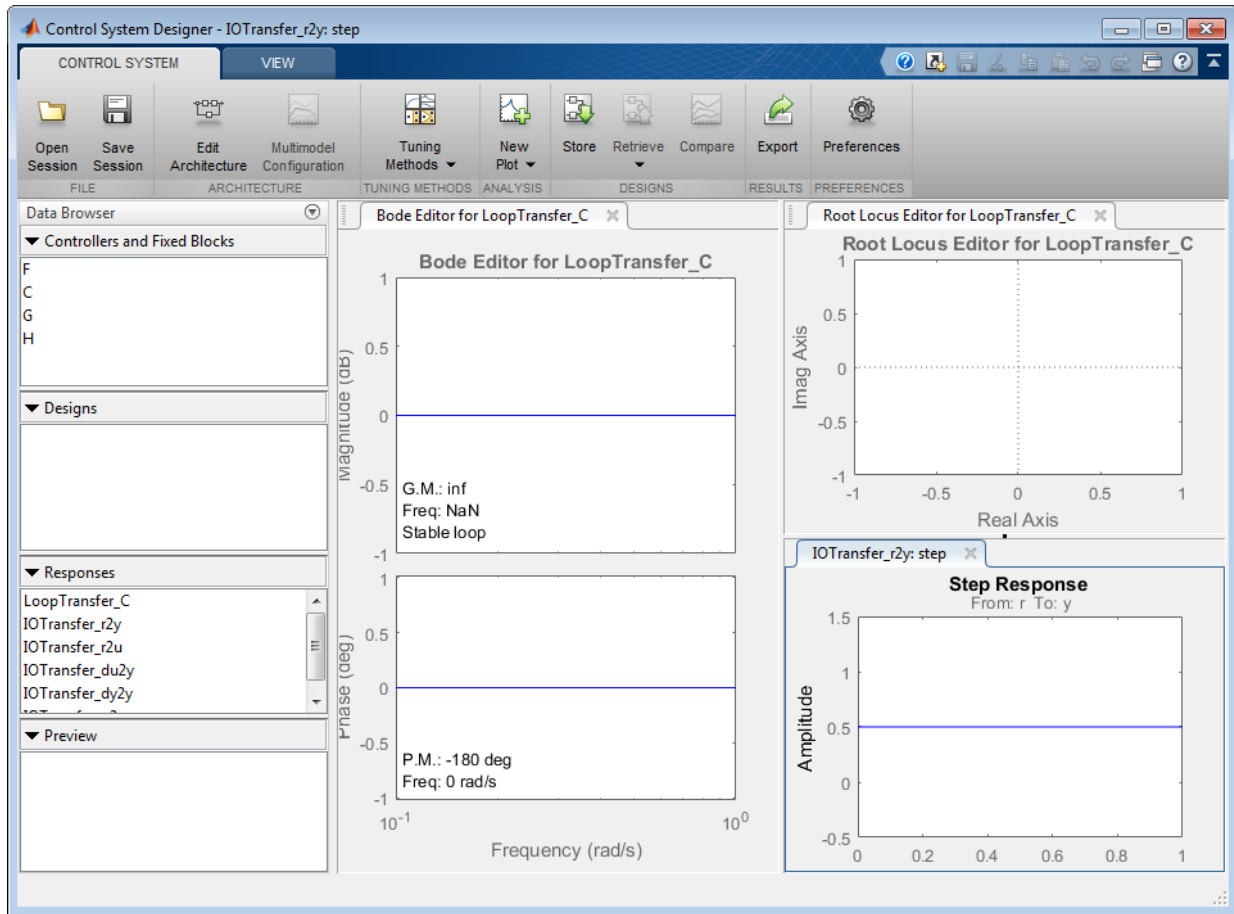 Control System Designer - IOTransfer_r2y: step
CONTROL SYSTEM
VIEW
Open Session
Save Session
Edit Architecture
Multimodel Configuration
Tuning Methods
New Plot
Store
Retrieve
Compare
Export
Preferences
FILE
ARCHITECTURE
TUNING METHODS
ANALYSIS
DESIGNS
RESULTS
PREFERENCES
Data Browser
Controllers and Fixed Blocks
F
C
G
H
Designs
Responses
LoopTransfer_C
IOTransfer_r2y
IOTransfer_r2u
IOTransfer_du2y
IOTransfer_dy2y
Preview
Bode Editor for LoopTransfer_C
Bode Editor for LoopTransfer_C
Magnitude (dB)
1
0.5
0
-0.5
-1
G.M.: inf
Freq: NaN
Stable loop
Phase (deg)
1
0.5
0
-0.5
-1
P.M.: -180 deg
Freq: 0 rad/s
10^-1
10^0
Frequency (rad/s)
Root Locus Editor for LoopTransfer_C
Root Locus Editor for LoopTransfer_C
Imag Axis
1
0.5
0
-0.5
-1
-1
-0.5
0
0.5
1
Real Axis
IOTransfer_r2y: step
Step Response
From: r To: y
Amplitude
1.5
1
0.5
0
-0.5
0
0.2
0.4
0.6
0.8
1